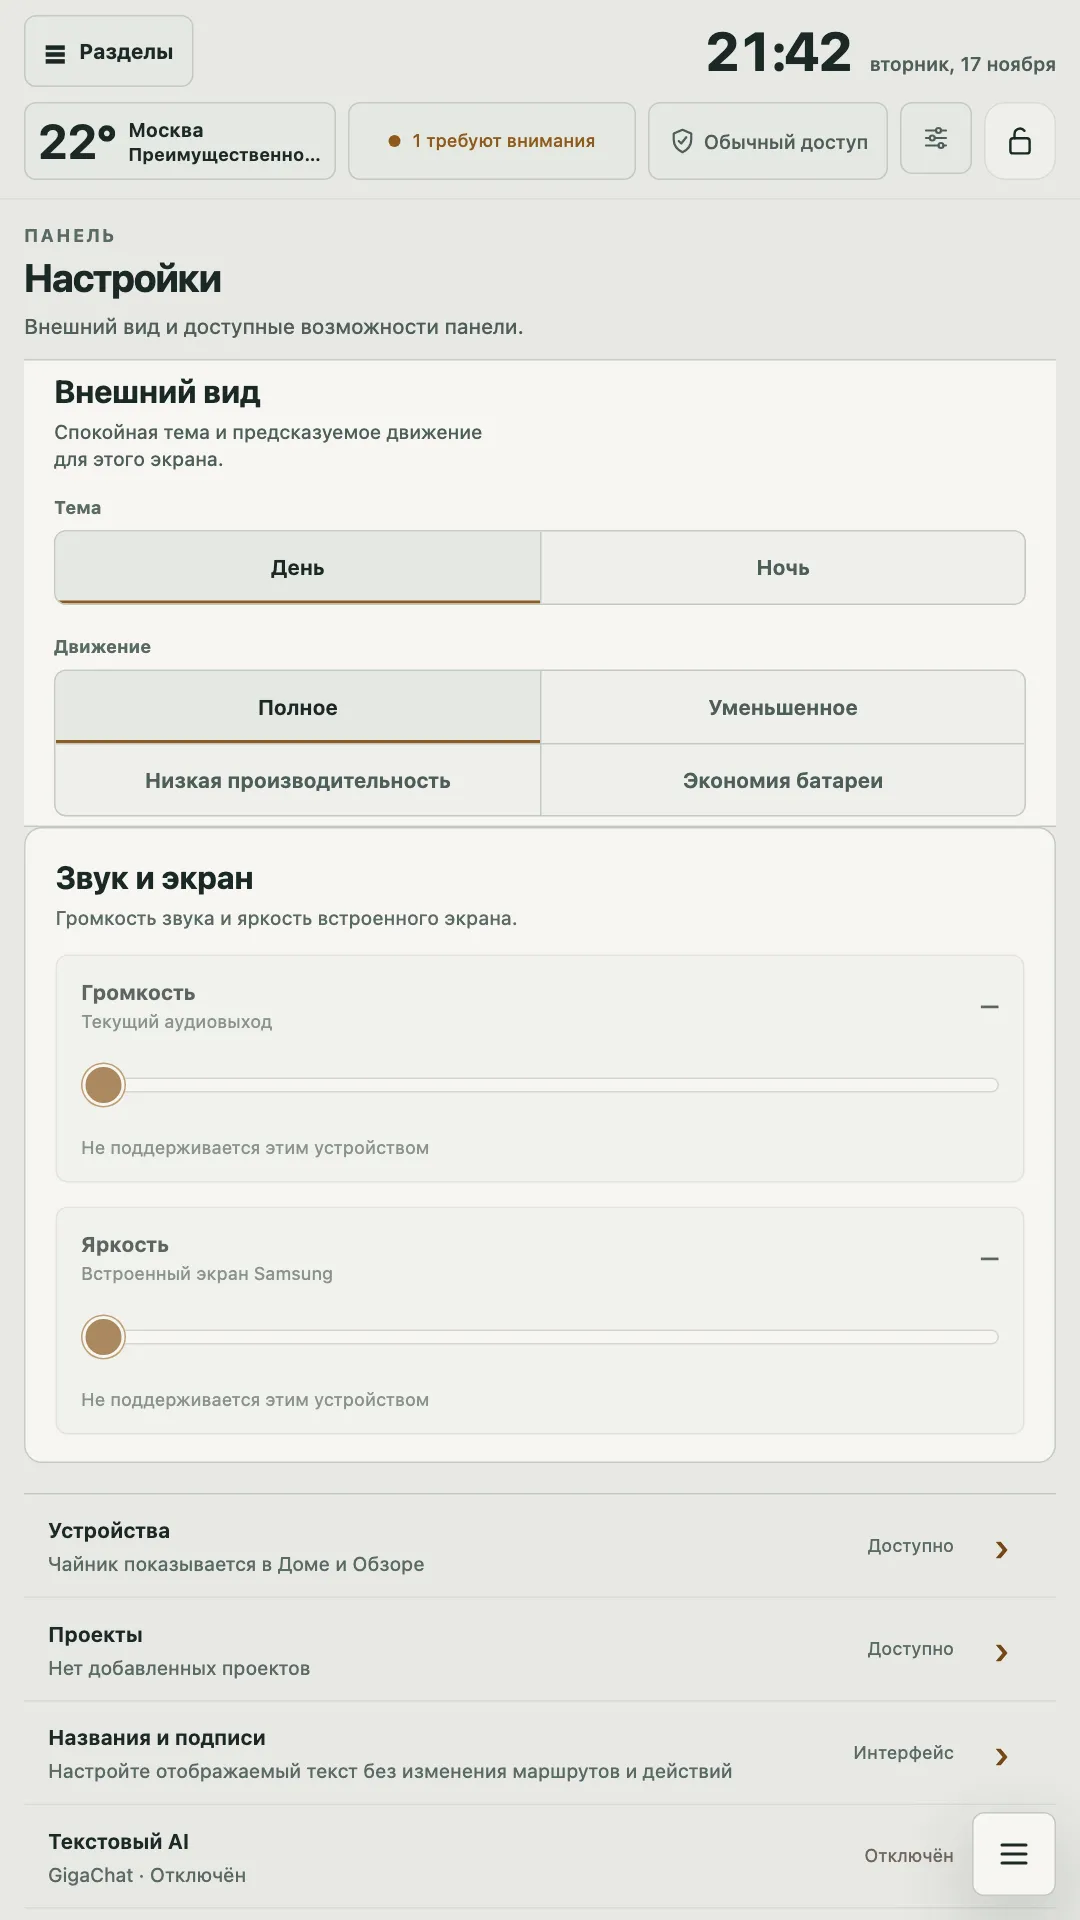 Разделы
21:42 вторник, 17 ноября
22° Москва
Преимущественно...
1 требуют внимания
Обычный доступ
ПАНЕЛЬ
Настройки
Внешний вид и доступные возможности панели.
Внешний вид
Спокойная тема и предсказуемое движение
для этого экрана.
Тема
День
Ночь
Движение
Полное
Уменьшенное
Низкая производительность
Экономия батареи
Звук и экран
Громкость звука и яркость встроенного экрана.
Громкость
Текущий аудиовыход
—
Не поддерживается этим устройством
Яркость
Встроенный экран Samsung
—
Не поддерживается этим устройством
Устройства
Чайник показывается в Доме и Обзоре
Доступно
Проекты
Нет добавленных проектов
Доступно
Названия и подписи
Настройте отображаемый текст без изменения маршрутов и действий
Интерфейс
Текстовый AI
GigaChat · Отключён
Отключён